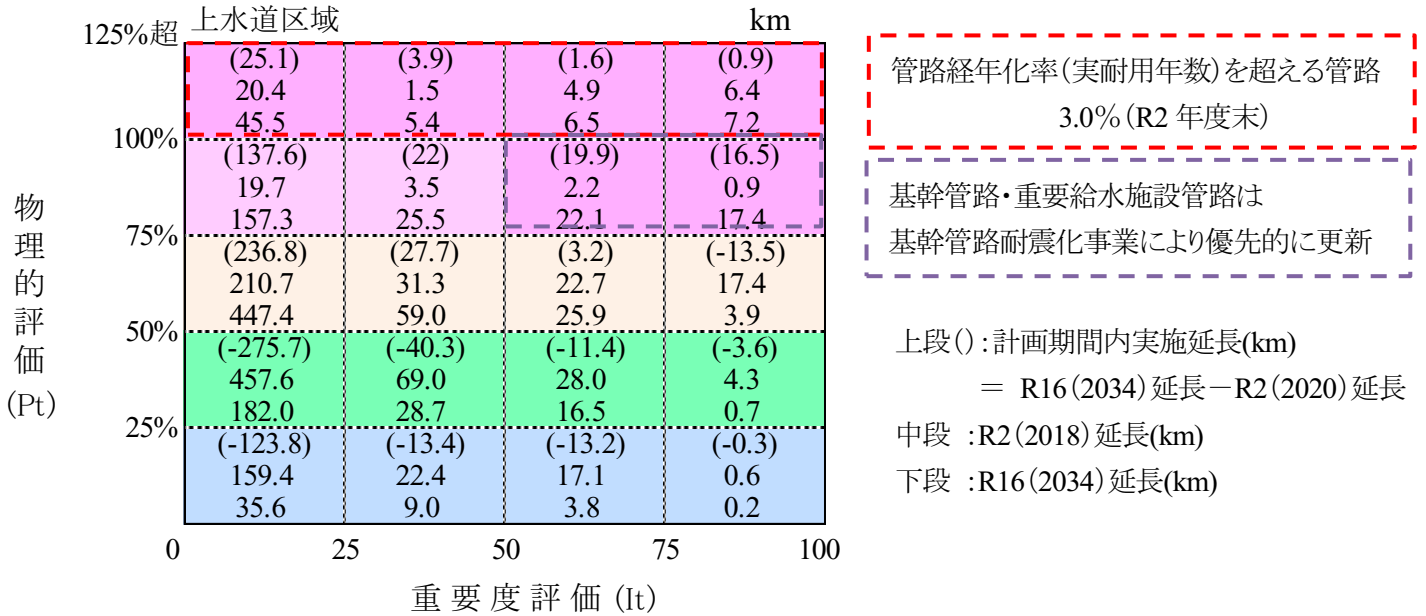 上水道区域 km
125%超
(25.1) (3.9) (1.6) (0.9)
20.4 1.5 4.9 6.4
45.5 5.4 6.5 7.2
100%
(137.6) (22) (19.9) (16.5)
19.7 3.5 2.2 0.9
157.3 25.5 22.1 17.4
75%
(236.8) (27.7) (3.2) (-13.5)
210.7 31.3 22.7 17.4
447.4 59.0 25.9 3.9
50%
(-275.7) (-40.3) (-11.4) (-3.6)
457.6 69.0 28.0 4.3
182.0 28.7 16.5 0.7
25%
(-123.8) (-13.4) (-13.2) (-0.3)
159.4 22.4 17.1 0.6
35.6 9.0 3.8 0.2
0 25 50 75 100
重要度評価 (It)
物理的評価
(Pt)
管路経年化率(実耐用年数)を超える管路
3.0%(R2 年度末)
基幹管路・重要給水施設管路は
基幹管路耐震化事業により優先的に更新
上段():計画期間内実施延長(km)
= R16(2034)延長-R2(2020)延長
中段 :R2(2018)延長(km)
下段 :R16(2034)延長(km)